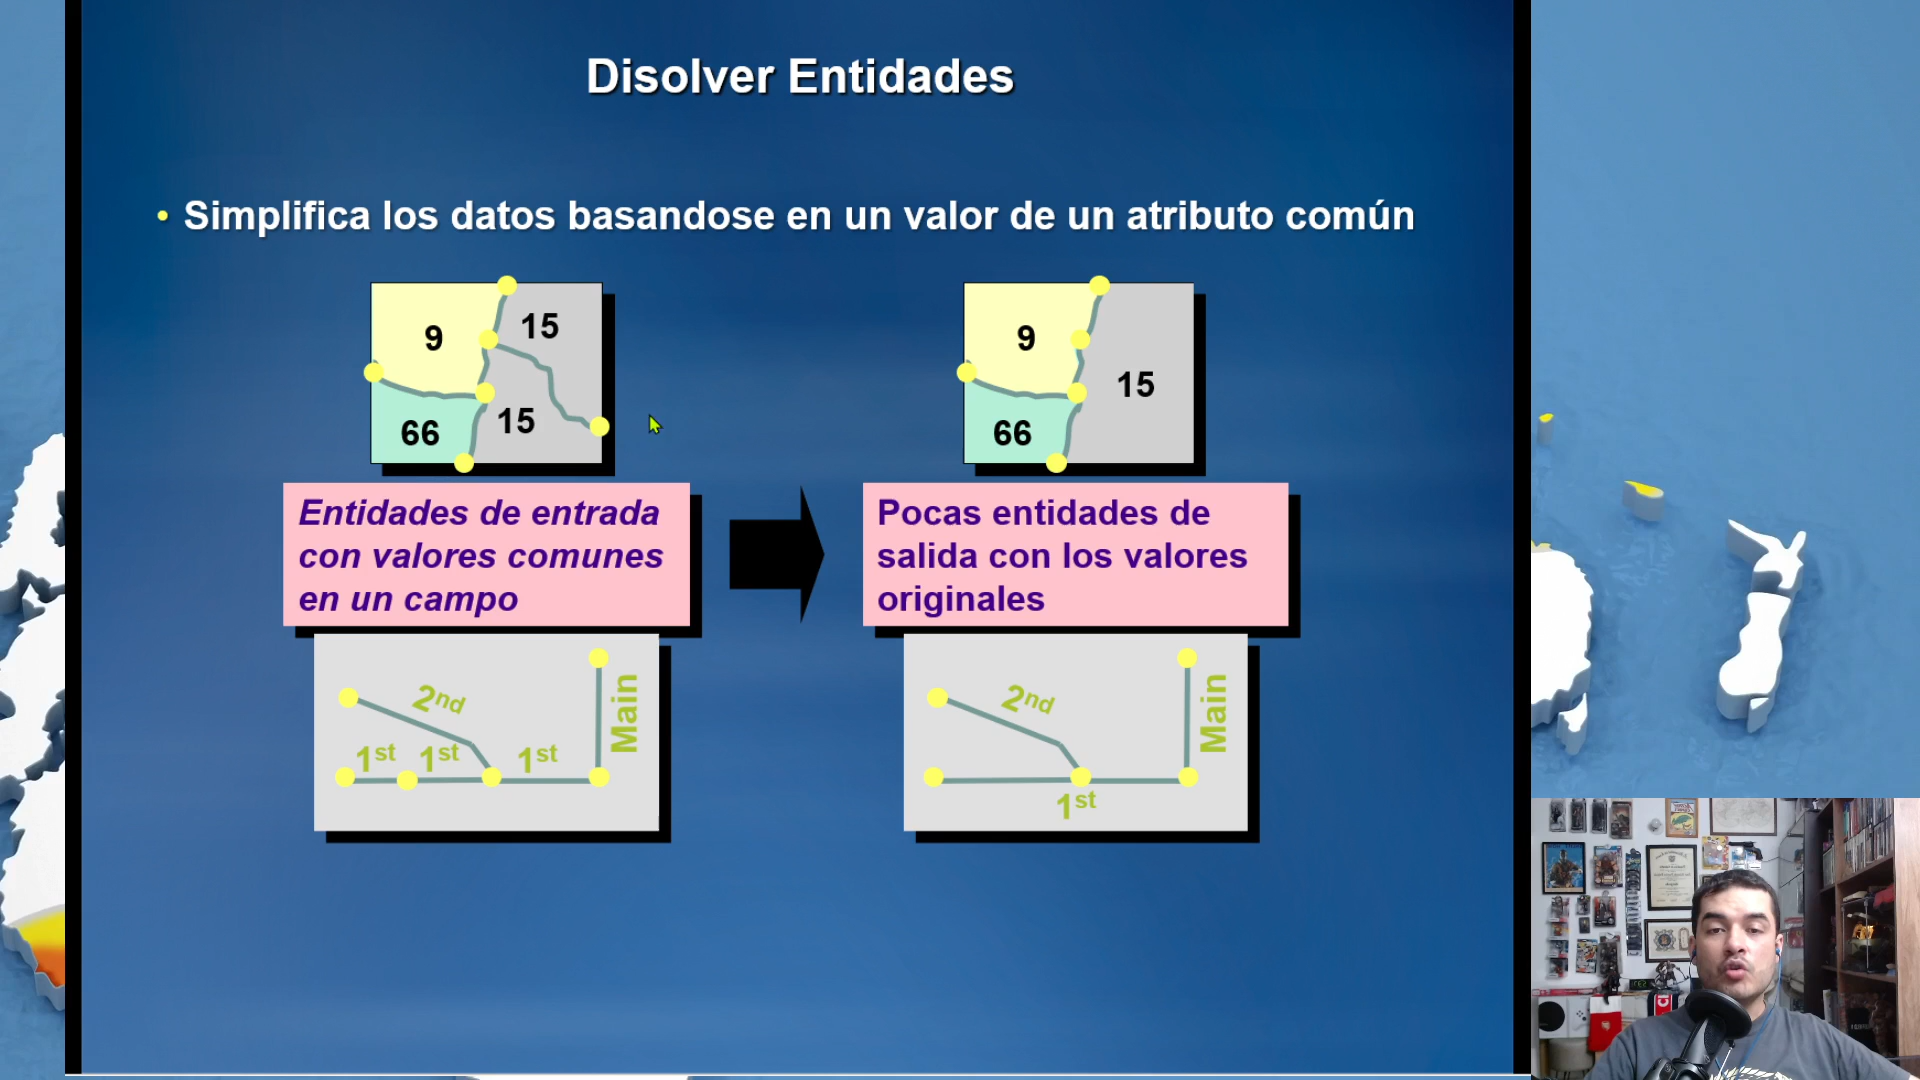 Disolver Entidades
• Simplifica los datos basandose en un valor de un atributo común
9
15
66
15
9
15
66
Entidades de entrada
con valores comunes
en un campo
Pocas entidades de
salida con los valores
originales
2nd
1st
1st
1st
Main
2nd
1st
Main